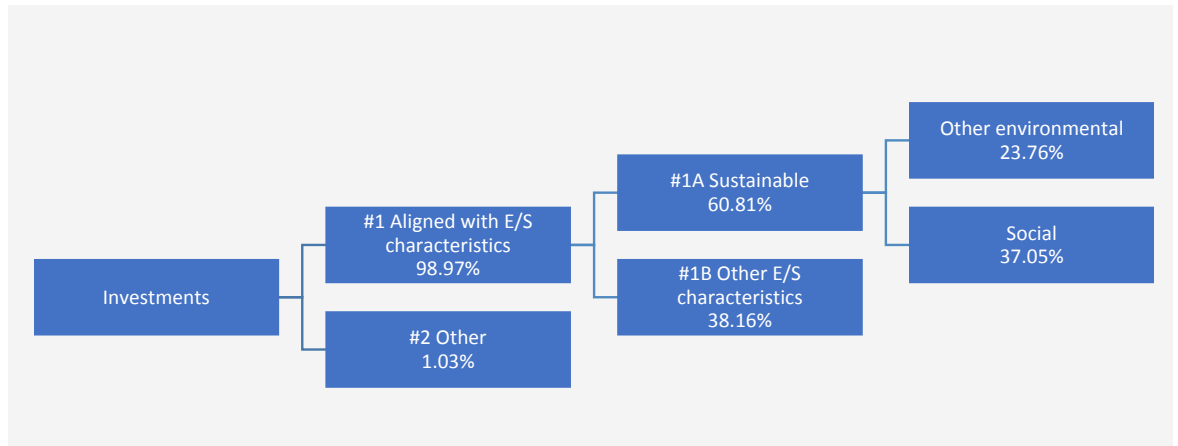 Investments
#1 Aligned with E/S
characteristics
98.97%
#2 Other
1.03%
#1A Sustainable
60.81%
#1B Other E/S
characteristics
38.16%
Other environmental
23.76%
Social
37.05%